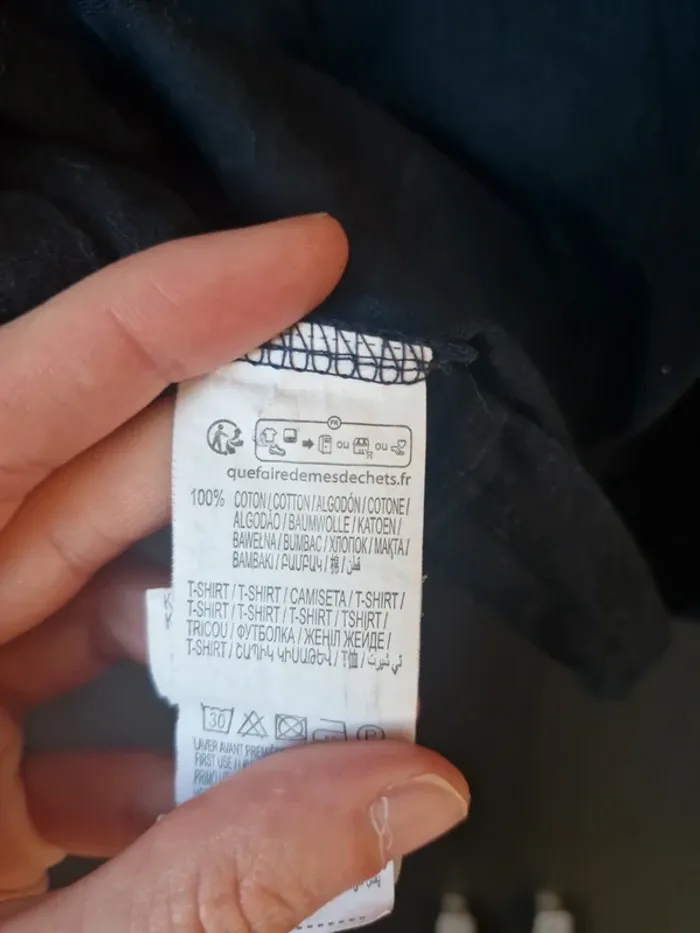 FR
ou ou
quefairedemesdechets.fr
100% COTON / COTTON / ALGODÓN / COTONE /
ALGODÃO / BAUMWOLLE / KATOEN /
BAWEŁNA / BUMBAC / ХЛОПОК / МАҚТА /
BAMBAKI / ԲԱՄԲԱԿ / 棉 / قطن
T-SHIRT / T-SHIRT / CAMISETA / T-SHIRT /
T-SHIRT / T-SHIRT / T-SHIRT / TSHIRT /
TRICOU / ФУТБОЛКА / ЖЕҢІЛ ЖЕЙДЕ /
T-SHIRT / ՇԱՊԻԿ ԿԻՍԱԹԵՎ / T恤 / تي شيرت
30 P
LAVER AVANT
FIRST USE /